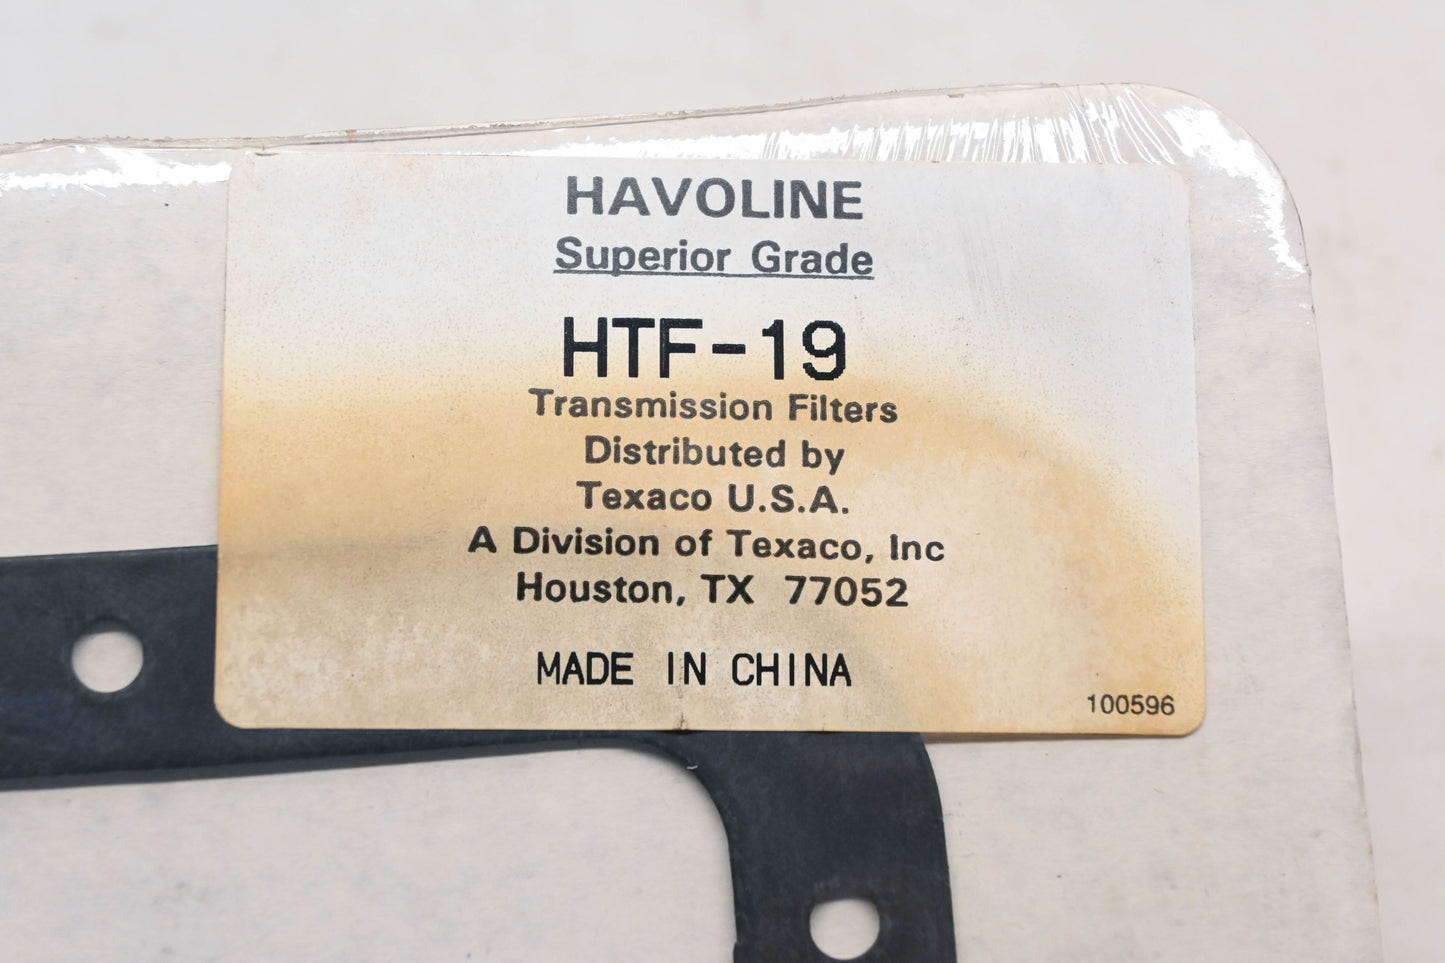 HAVOLINE
Superior Grade
HTF-19
Transmission Filters
Distributed by
Texaco U.S.A.
A Division of Texaco, Inc
Houston, TX 77052
MADE IN CHINA
100596